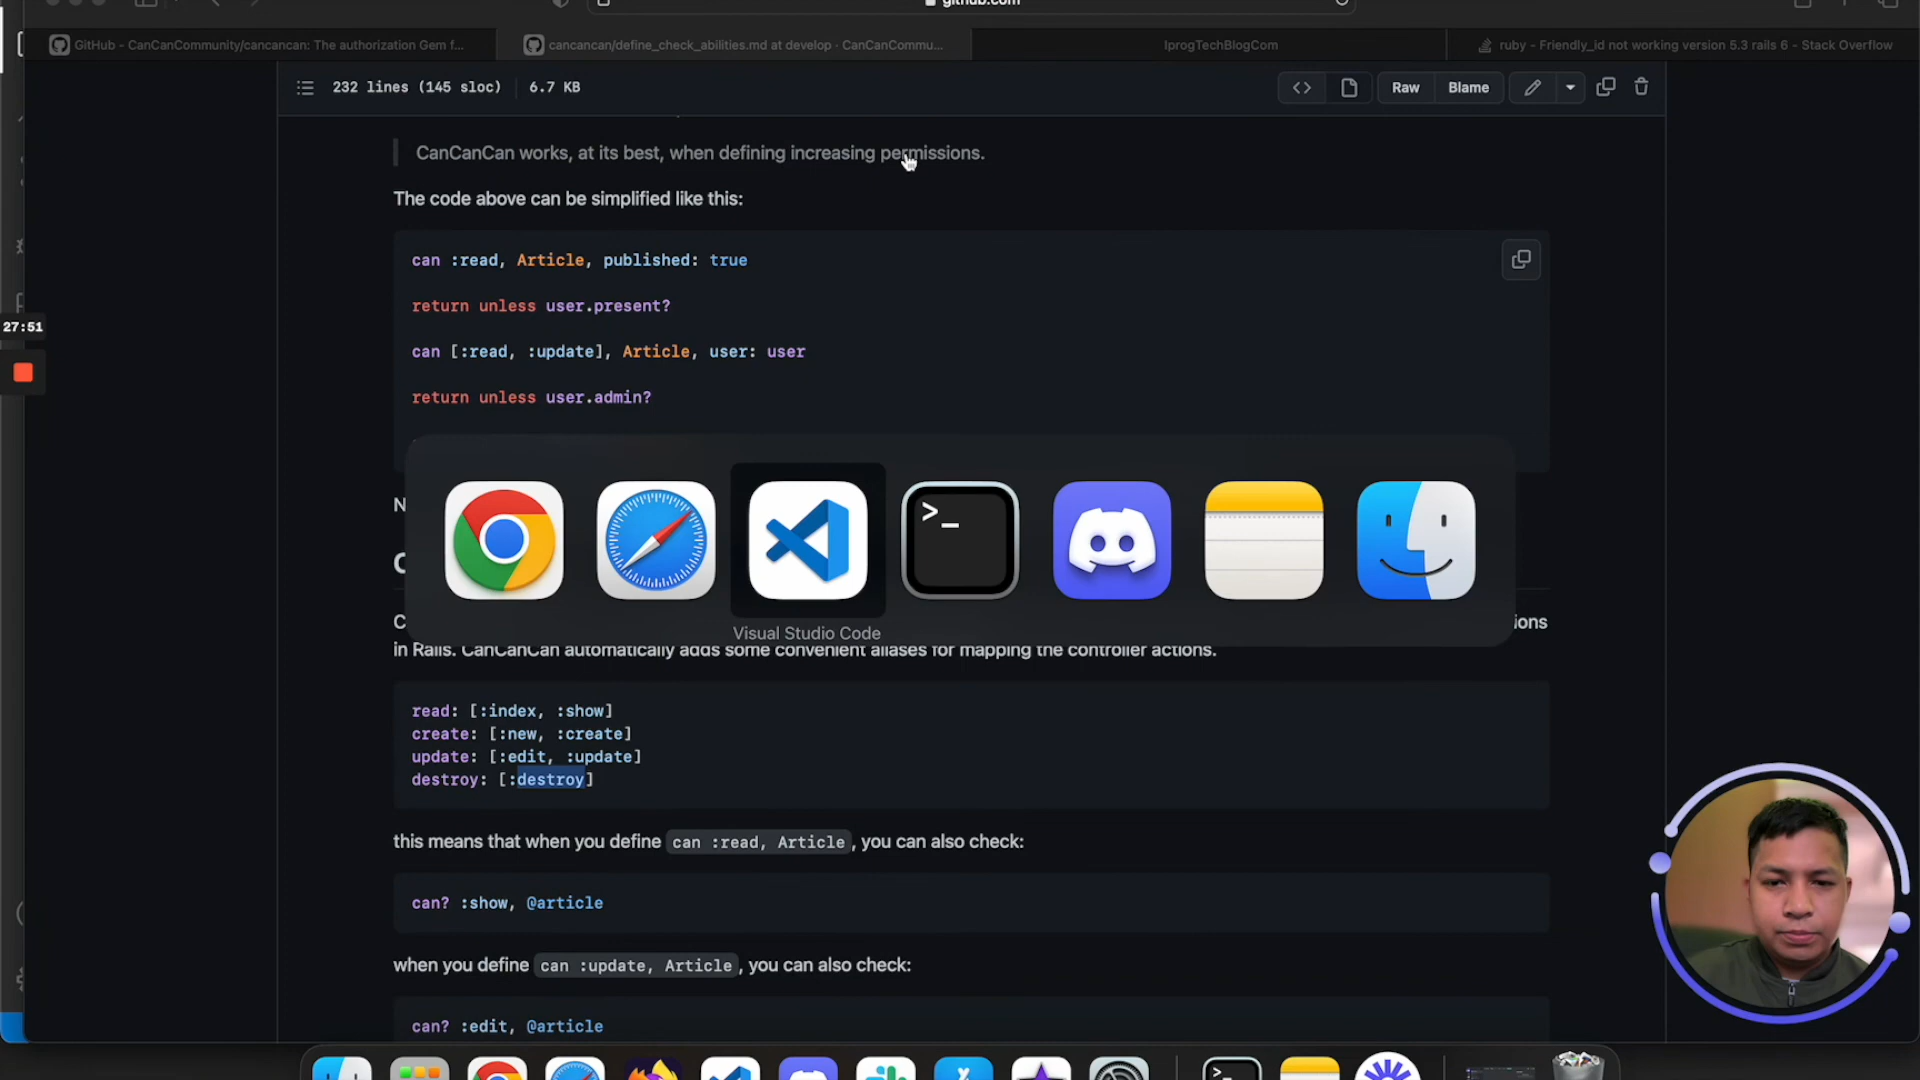 github.com
GitHub - CanCanCommunity/cancancan: The authorization Gem f...
cancancan/define_check_abilities.md at develop · CanCanCommu...
IprogTechBlogCom
ruby - Friendly_id not working version 5.3 rails 6 - Stack Overflow
232 lines (145 sloc) 6.7 KB
Raw Blame
CanCanCan works, at its best, when defining increasing permissions.
The code above can be simplified like this:
can :read, Article, published: true
return unless user.present?
27:51
can [:read, :update], Article, user: user
return unless user.admin?
N
C
Visual Studio Code
C
ions
in Rails. CanCanCan automatically adds some convenient aliases for mapping the controller actions.
read: [:index, :show]
create: [:new, :create]
update: [:edit, :update]
destroy: [:destroy]
this means that when you define can :read, Article, you can also check:
can? :show, @article
when you define can :update, Article, you can also check:
can? :edit, @article